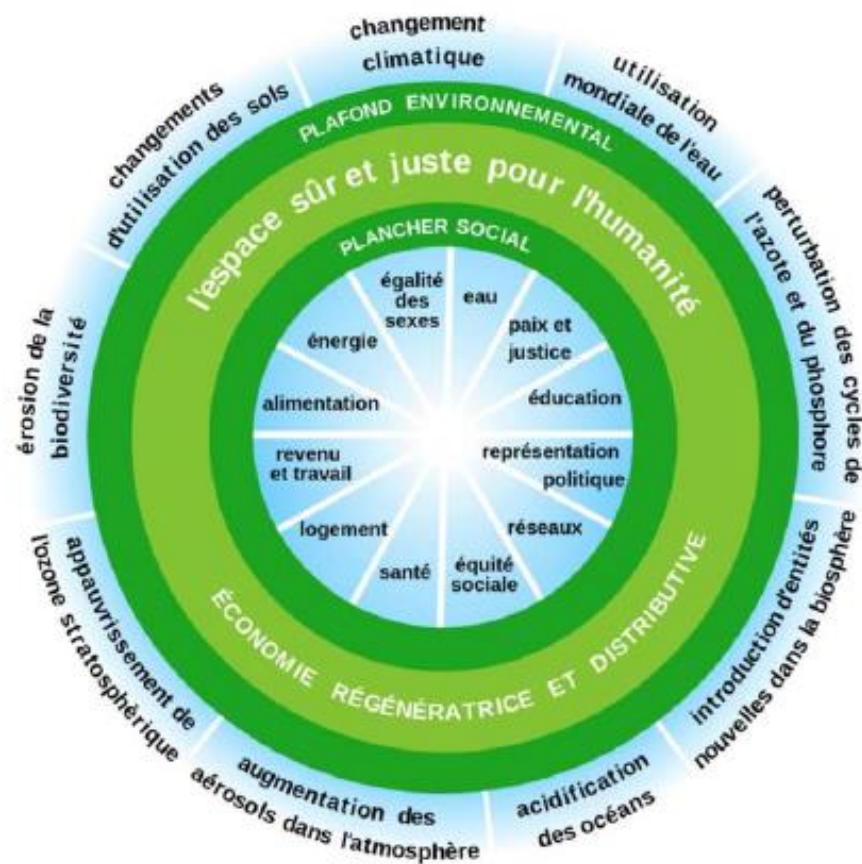 changement
climatique
utilisation
mondiale de l'eau
perturbation des cycles de
l'azote et du phosphore
introduction d'entités
nouvelles dans la biosphère
acidification
des océans
augmentation des
aérosols dans l'atmosphère
appauvrissement de
l'ozone stratosphérique
érosion de la
biodiversité
changements
d'utilisation des sols
PLAFOND ENVIRONNEMENTAL
l'espace sûr et juste pour l'humanité
PLANCHER SOCIAL
eau
paix et
justice
éducation
représentation
politique
réseaux
équité
sociale
santé
logement
revenu
et travail
alimentation
énergie
égalité
des
sexes
ÉCONOMIE RÉGÉNÉRATRICE ET DISTRIBUTIVE